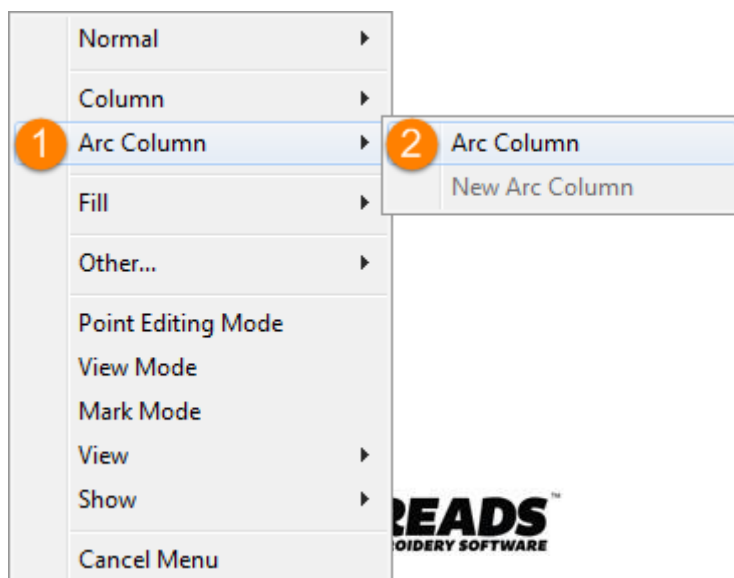 Normal
Column
1 Arc Column
2 Arc Column
New Arc Column
Fill
Other...
Point Editing Mode
View Mode
Mark Mode
View
Show
Cancel Menu
READS™
OIDERY SOFTWARE